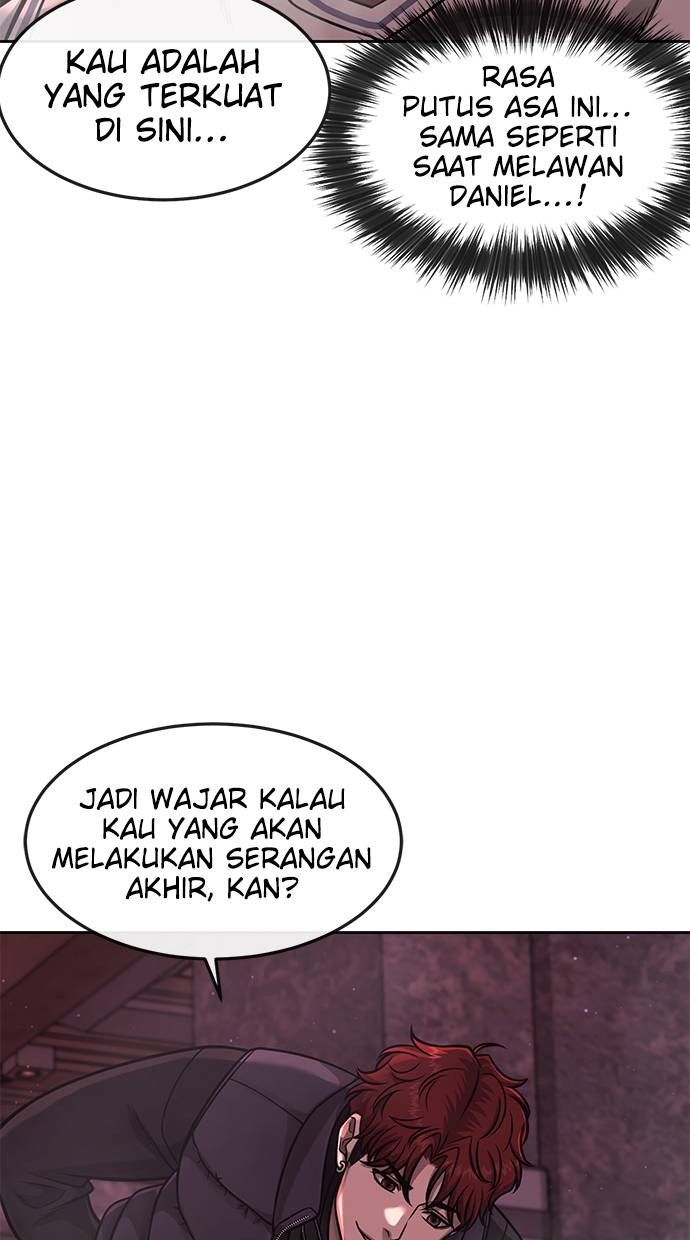 KAU ADALAH
YANG TERKUAT
DI SINI...
RASA
PUTUS ASA INI...
SAMA SEPERTI
SAAT MELAWAN
DANIEL...!
JADI WAJAR KALAU
KAU YANG AKAN
MELAKUKAN SERANGAN
AKHIR, KAN?